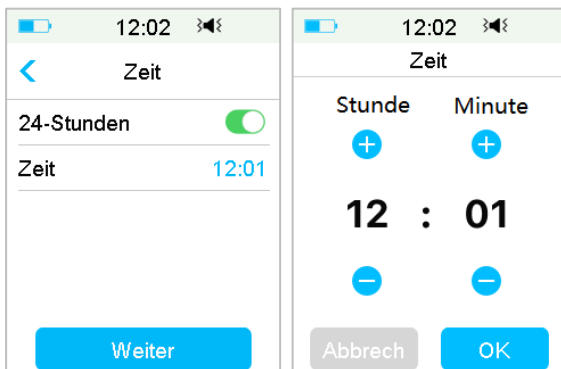 12:02
Zeit
24-Stunden
Zeit 12:01
Weiter
12:02
Zeit
Stunde Minute
12 : 01
Abbrech OK